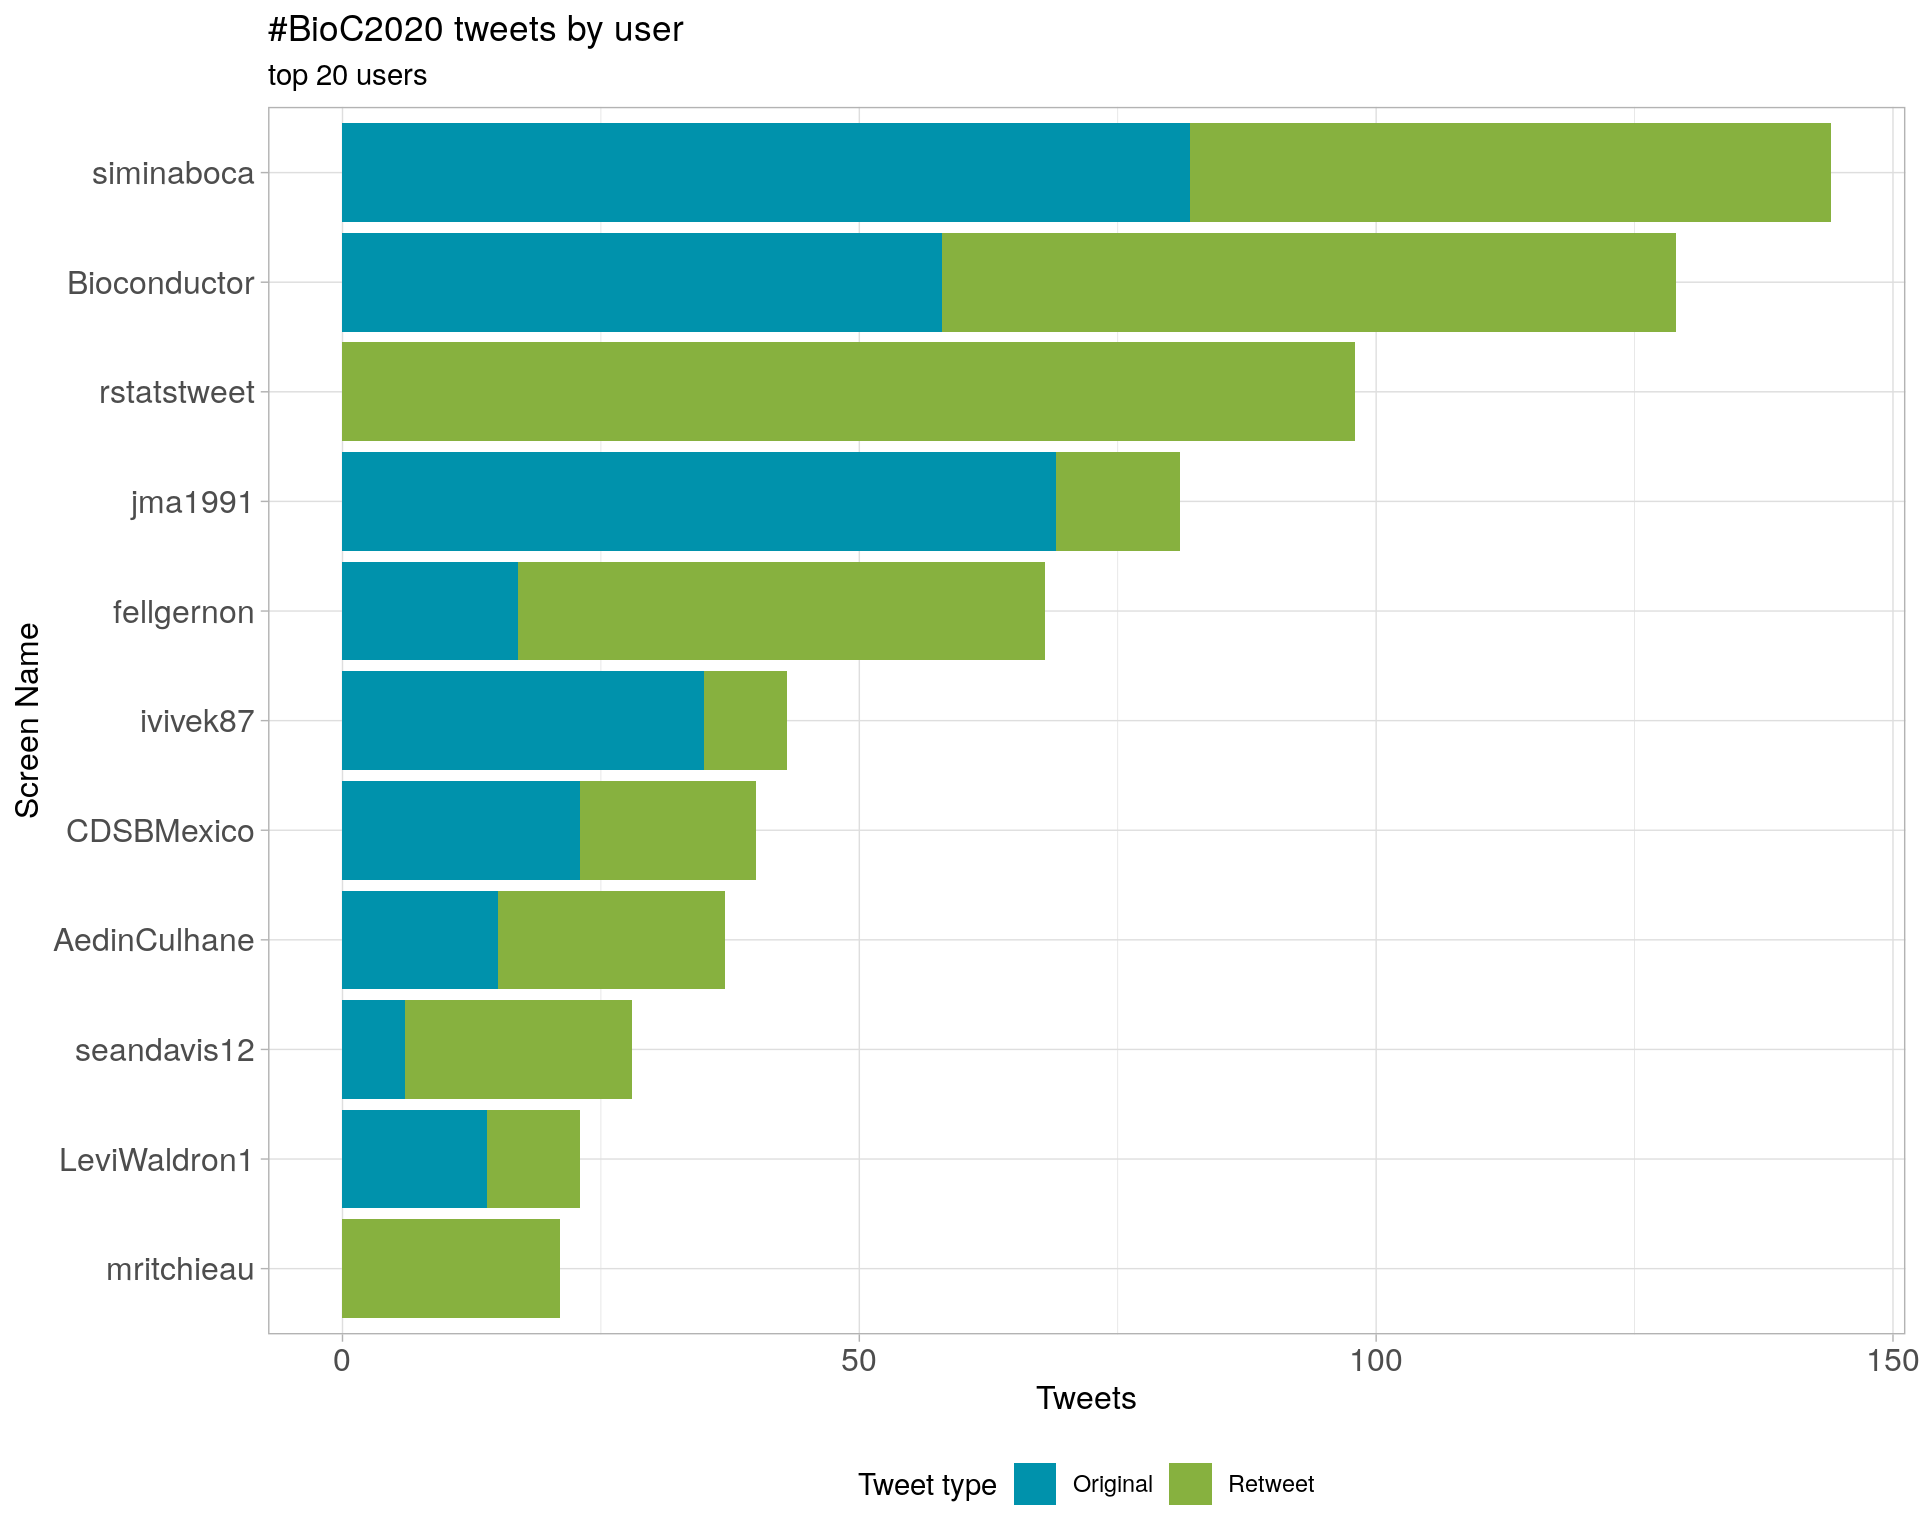 #BioC2020 tweets by user
top 20 users
Screen Name
siminaboca
Bioconductor
rstatstweet
jma1991
fellgernon
ivivek87
CDSBMexico
AedinCulhane
seandavis12
LeviWaldron1
mritchieau
0 50 100 150
Tweets
Tweet type Original Retweet